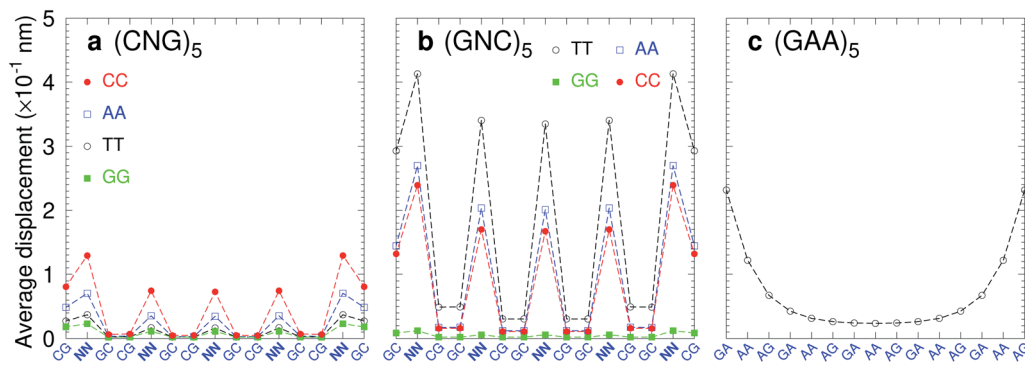 Average displacement (×10⁻¹ nm)
5
4
3
2
1
0
a (CNG)₅
CC
AA
TT
GG
CG NN GC CG NN GC CG NN GC CG NN GC CG NN GC
b (GNC)₅
TT AA
GG CC
GC NN CG GC NN CG GC NN CG GC NN CG GC NN CG
c (GAA)₅
GA AA AG GA AA AG GA AA AG GA AA AG GA AA AG